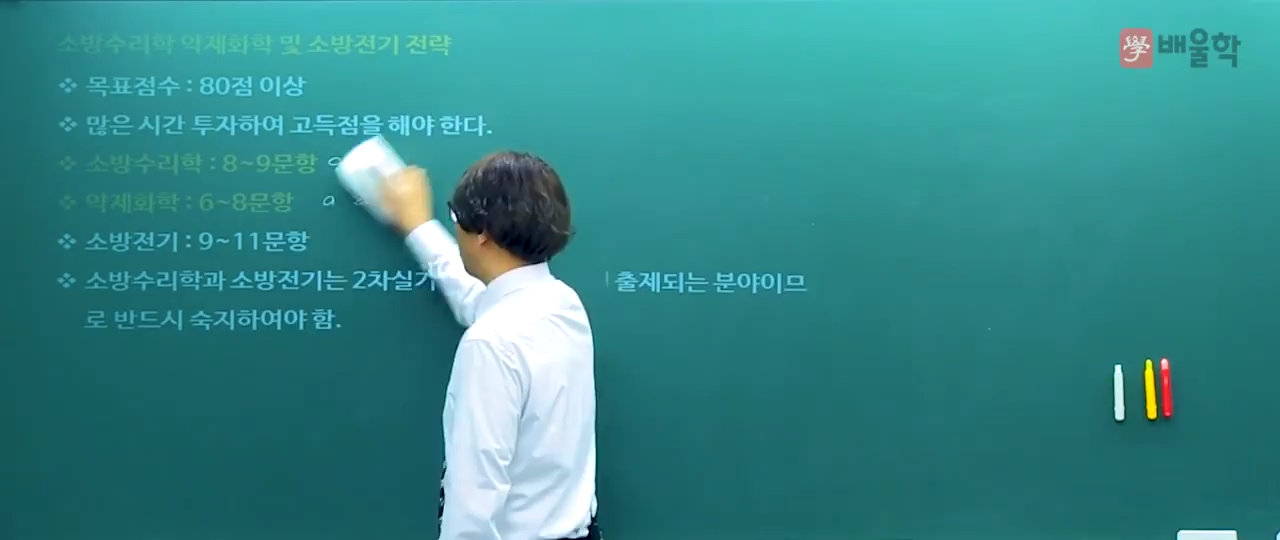 소방수리학 약제화학 및 소방전기 전략
學 배울학
❖ 목표점수 : 80점 이상
❖ 많은 시간 투자하여 고득점을 해야 한다.
❖ 소방수리학 : 8~9문항
❖ 약제화학 : 6~8문항 a
❖ 소방전기 : 9~11문항
❖ 소방수리학과 소방전기는 2차실기 출제되는 분야이므
로 반드시 숙지하여야 함.